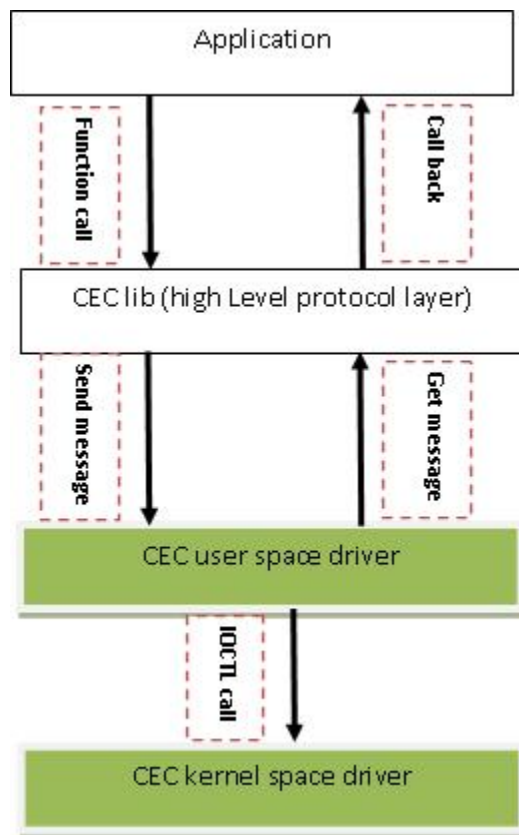 Application
Function call
Call back
CEC lib (high Level protocol layer)
Send message
Get message
CEC user space driver
IOCTL call
CEC kernel space driver